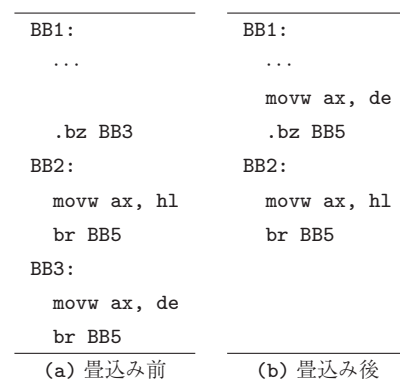 BB1:
...
.bz BB3
BB2:
movw ax, hl
br BB5
BB3:
movw ax, de
br BB5
(a) 畳込み前
BB1:
...
movw ax, de
.bz BB5
BB2:
movw ax, hl
br BB5
(b) 畳込み後